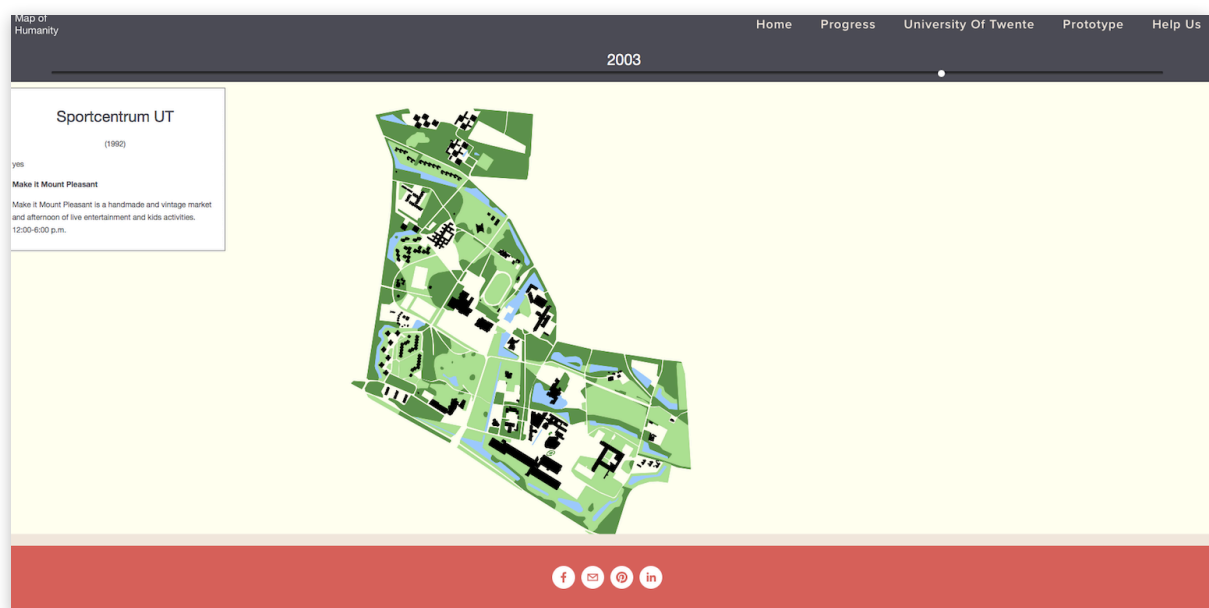 Map of
Humanity
Home Progress University Of Twente Prototype Help Us
2003
Sportcentrum UT
(1992)
yes
Make it Mount Pleasant
Make it Mount Pleasant is a handmade and vintage market
and afternoon of live entertainment and kids activities.
12:00-6:00 p.m.